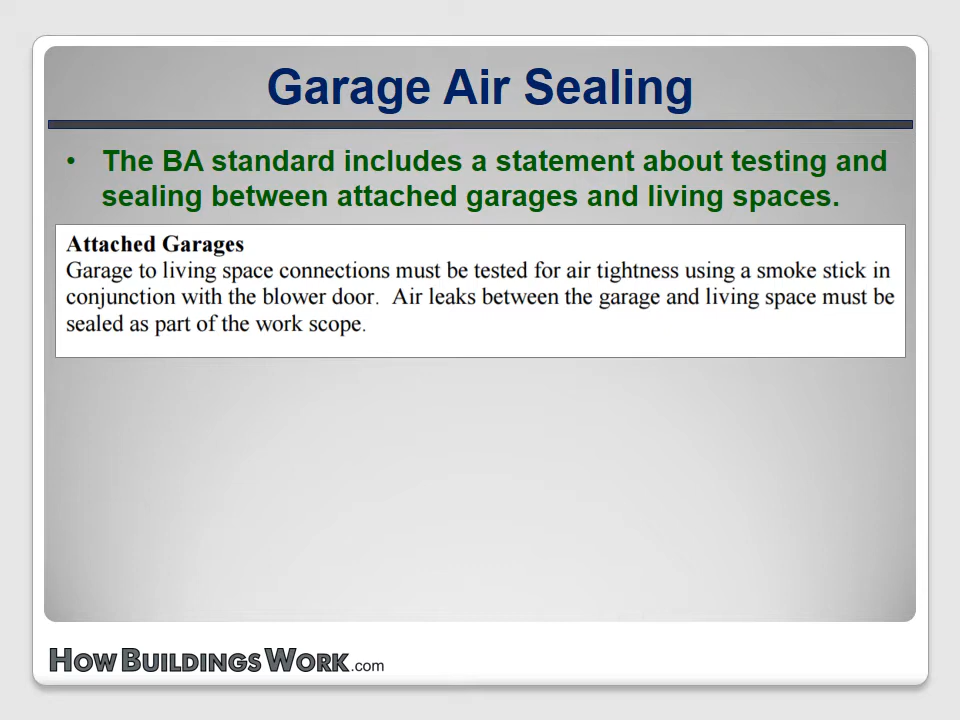 Garage Air Sealing
• The BA standard includes a statement about testing and
sealing between attached garages and living spaces.
Attached Garages
Garage to living space connections must be tested for air tightness using a smoke stick in
conjunction with the blower door.  Air leaks between the garage and living space must be
sealed as part of the work scope.
HOWBUILDINGSWORK.com